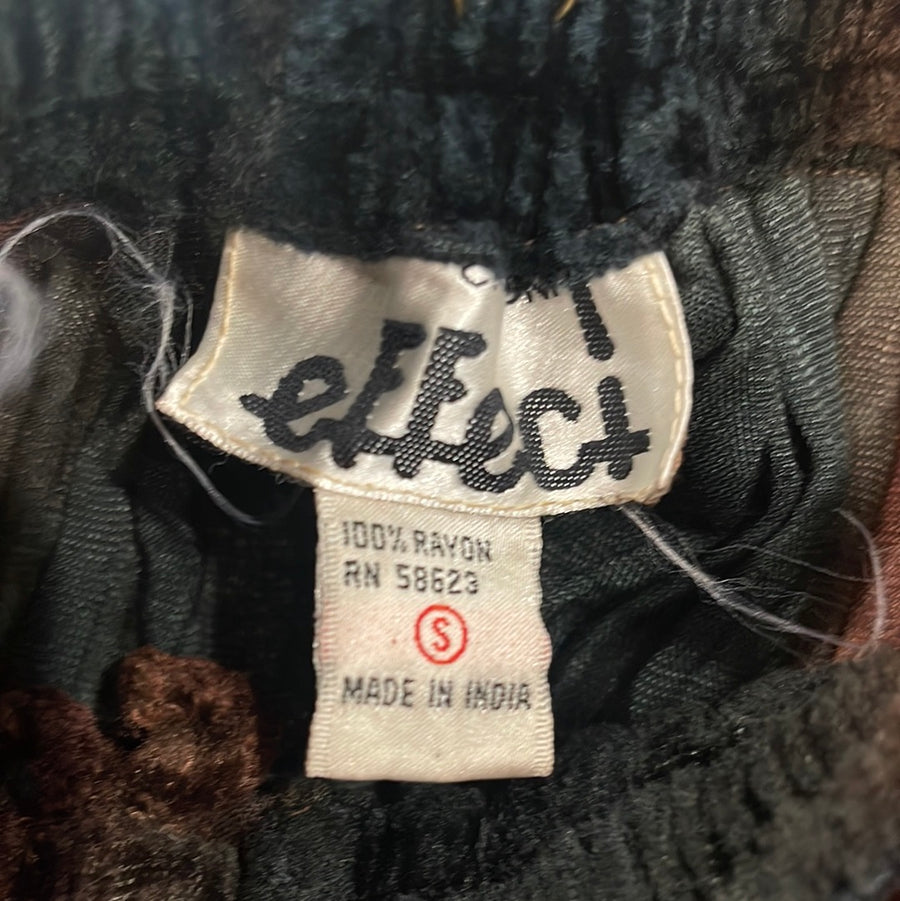 effect
100% RAYON
RN 58623
S
MADE IN INDIA